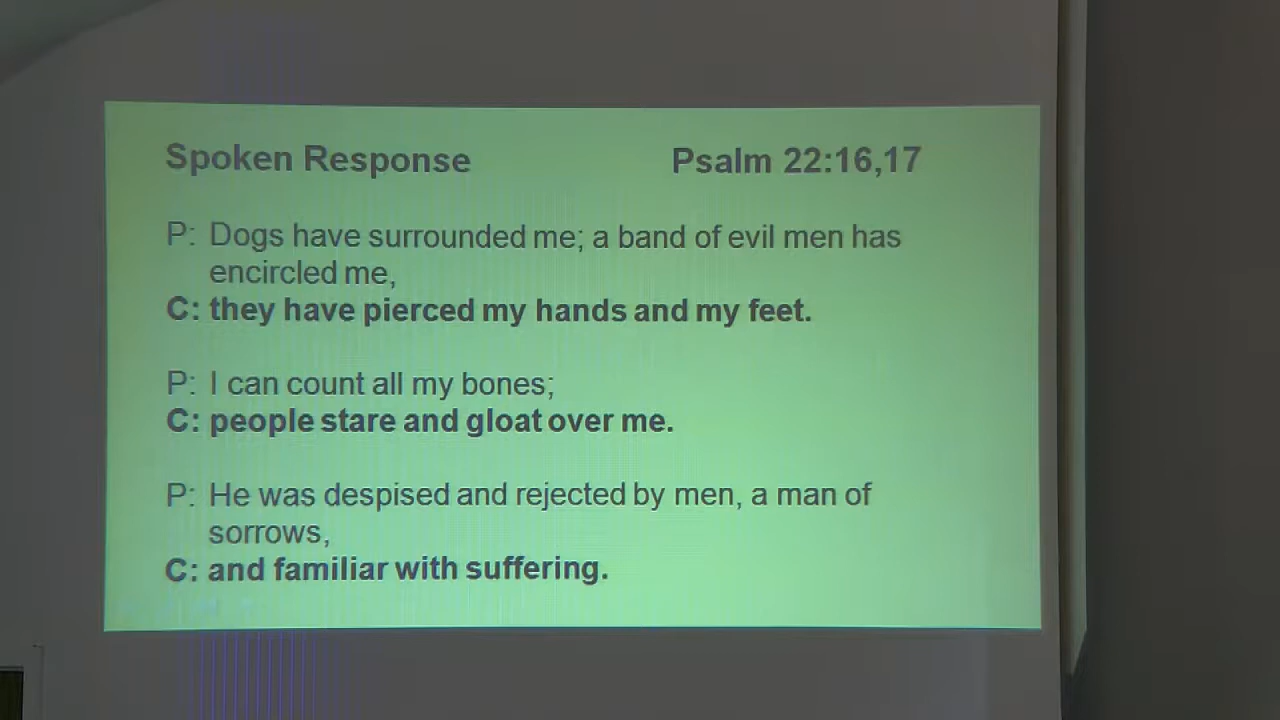 Spoken Response Psalm 22:16,17
P: Dogs have surrounded me; a band of evil men has
encircled me,
C: they have pierced my hands and my feet.
P: I can count all my bones;
C: people stare and gloat over me.
P: He was despised and rejected by men, a man of
sorrows,
C: and familiar with suffering.